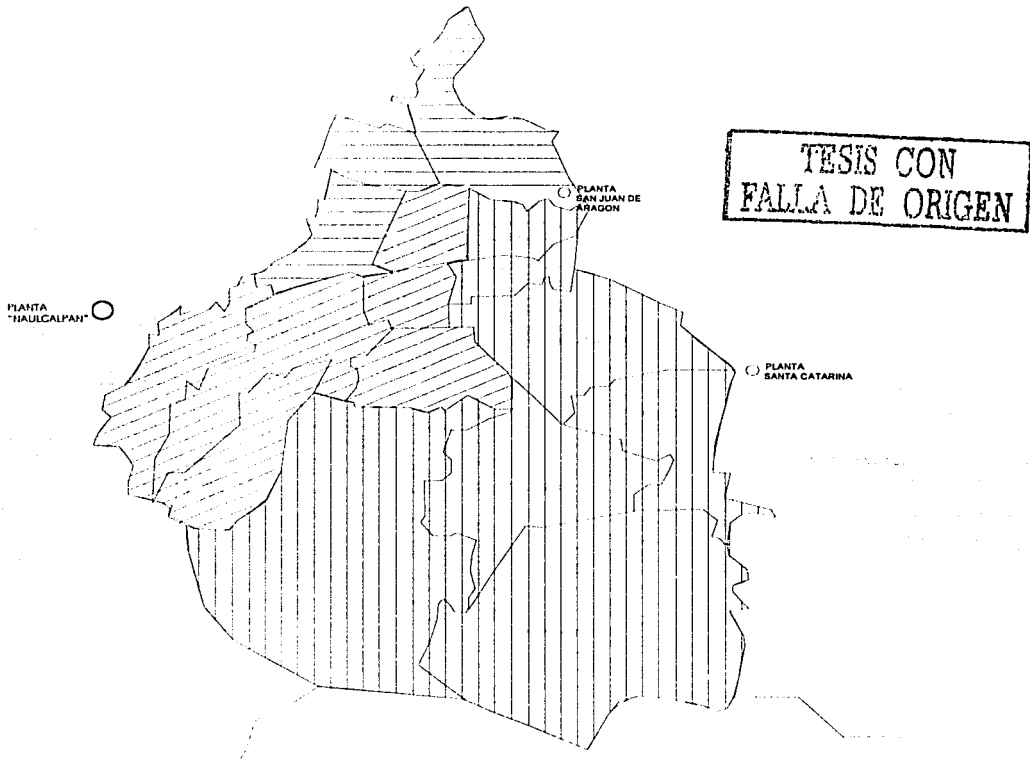 TESIS CON
FALLA DE ORIGEN
PLANTA
SAN JUAN DE
ARAGON
PLANTA
"NAULCALPAN"
PLANTA
SANTA CATARINA